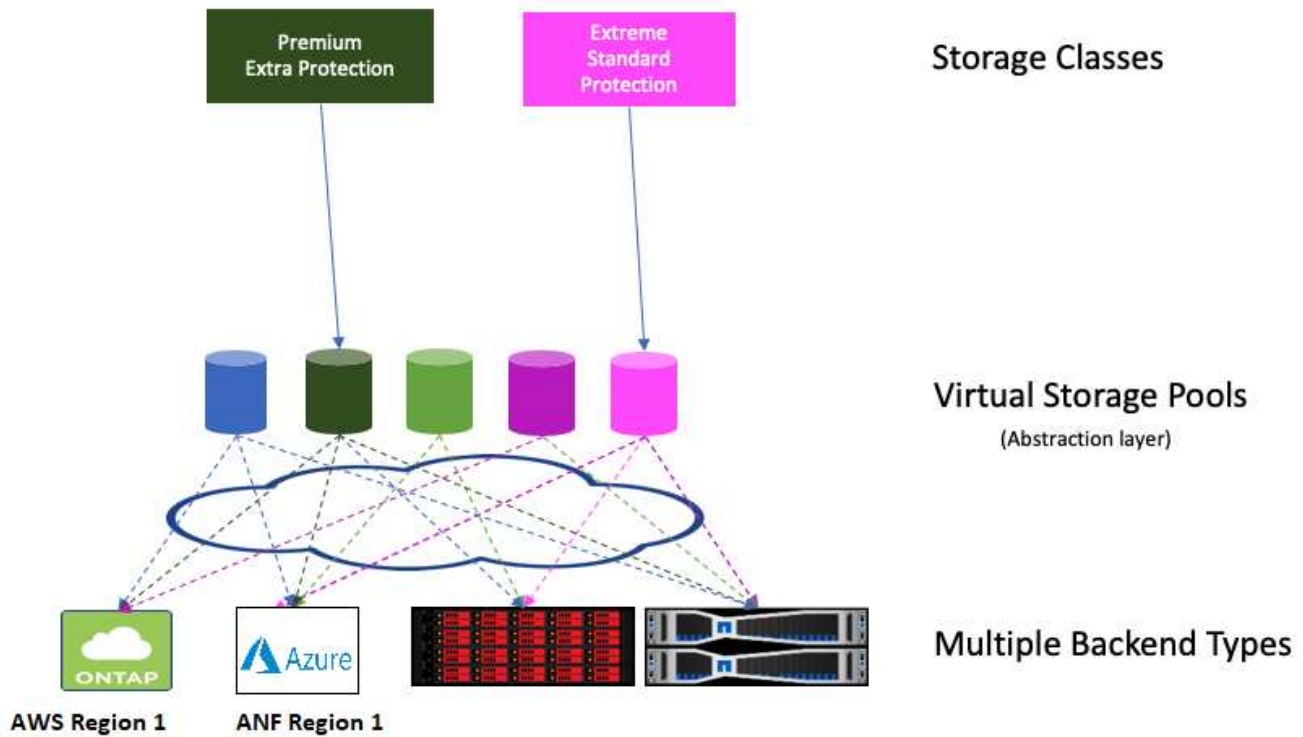 Premium
Extra Protection
Extreme
Standard
Protection
Storage Classes
Virtual Storage Pools
(Abstraction layer)
ONTAP
Azure
Multiple Backend Types
AWS Region 1
ANF Region 1